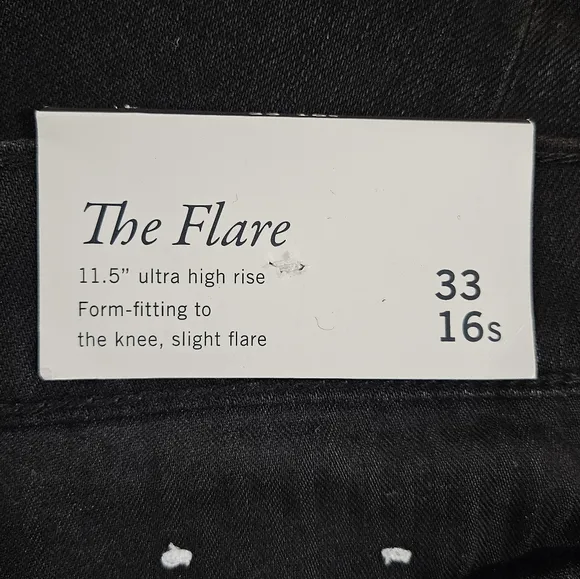 The Flare
11.5” ultra high rise
Form-fitting to
the knee, slight flare
33
16s